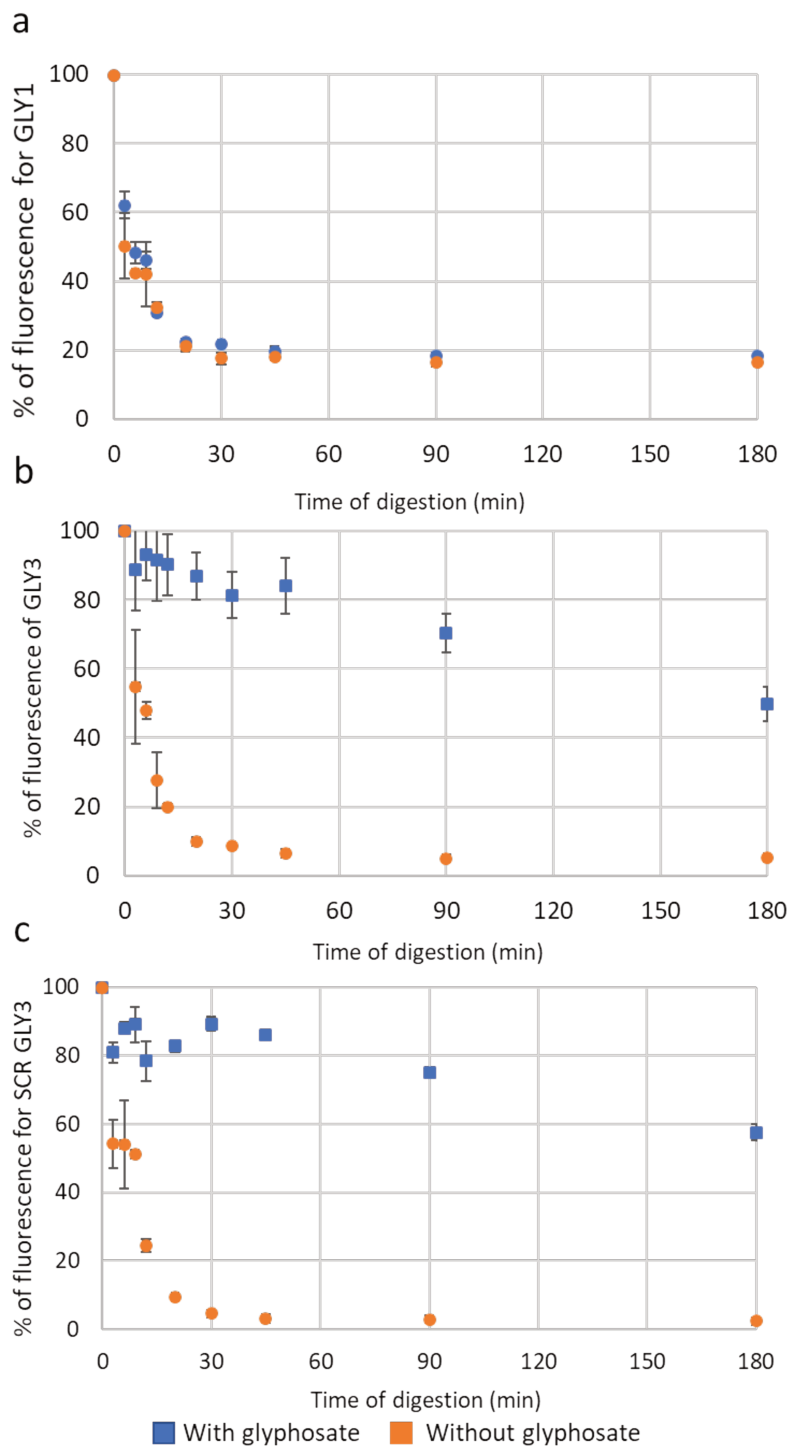 a
% of fluorescence for GLY1
100
80
60
40
20
0
0 30 60 90 120 150 180
Time of digestion (min)
b
% of fluorescence of GLY3
100
80
60
40
20
0
0 30 60 90 120 150 180
Time of digestion (min)
c
% of fluorescence for SCR GLY3
100
80
60
40
20
0
0 30 60 90 120 150 180
Time of digestion (min)
With glyphosate Without glyphosate